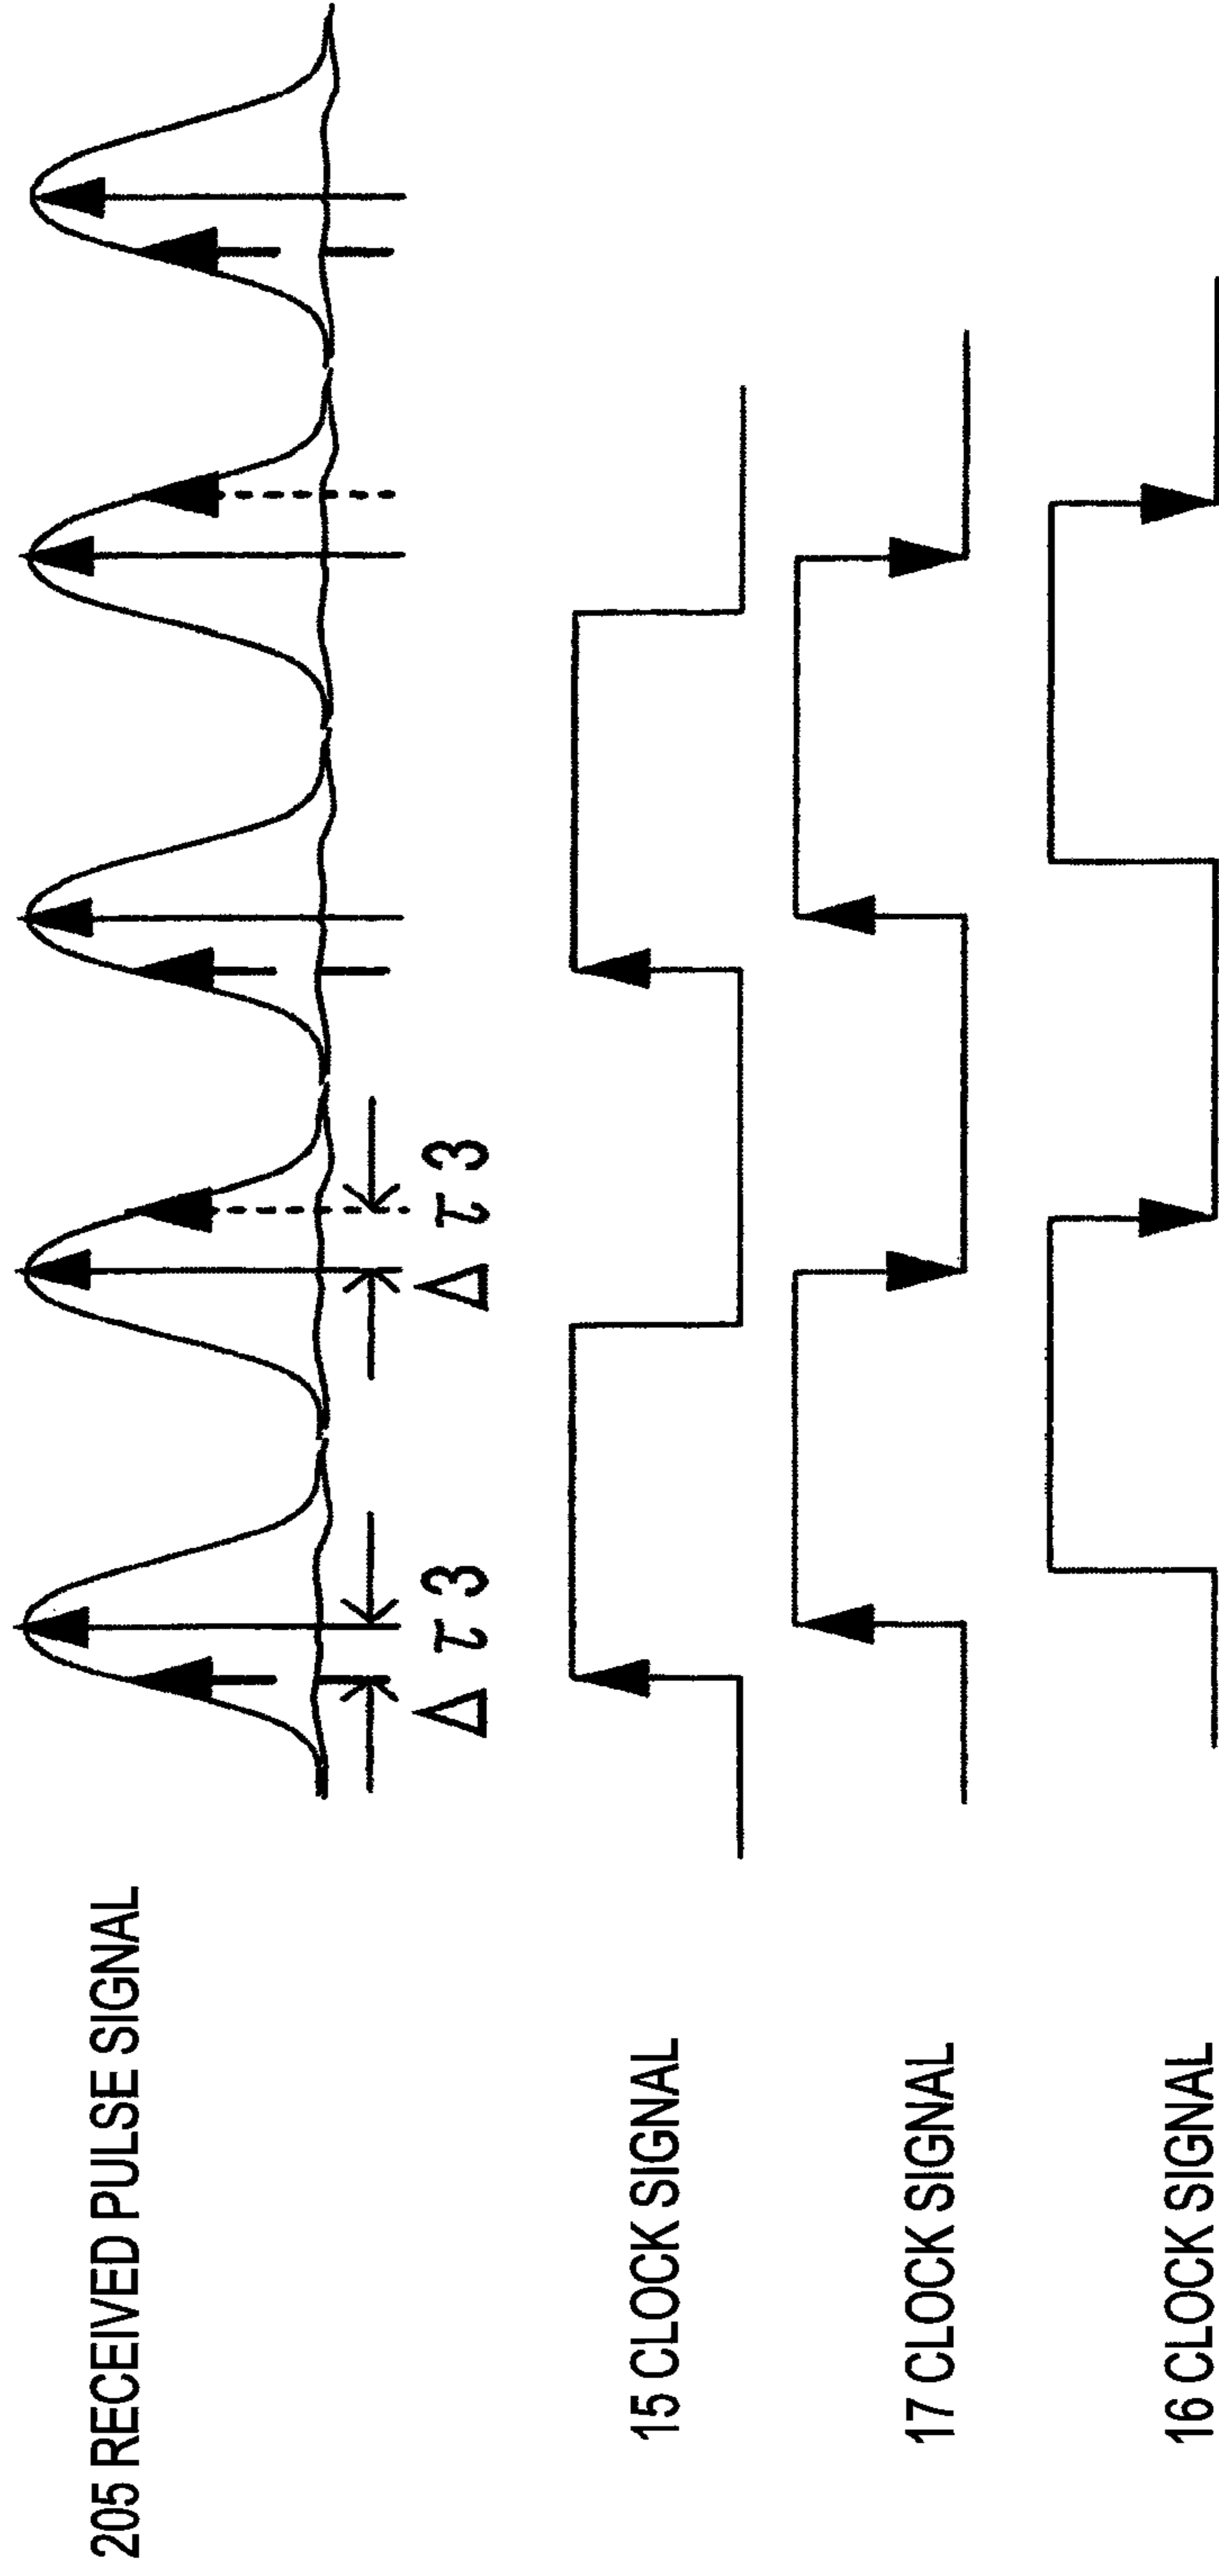 205 RECEIVED PULSE SIGNAL
Δτ3
Δτ3
15 CLOCK SIGNAL
17 CLOCK SIGNAL
16 CLOCK SIGNAL